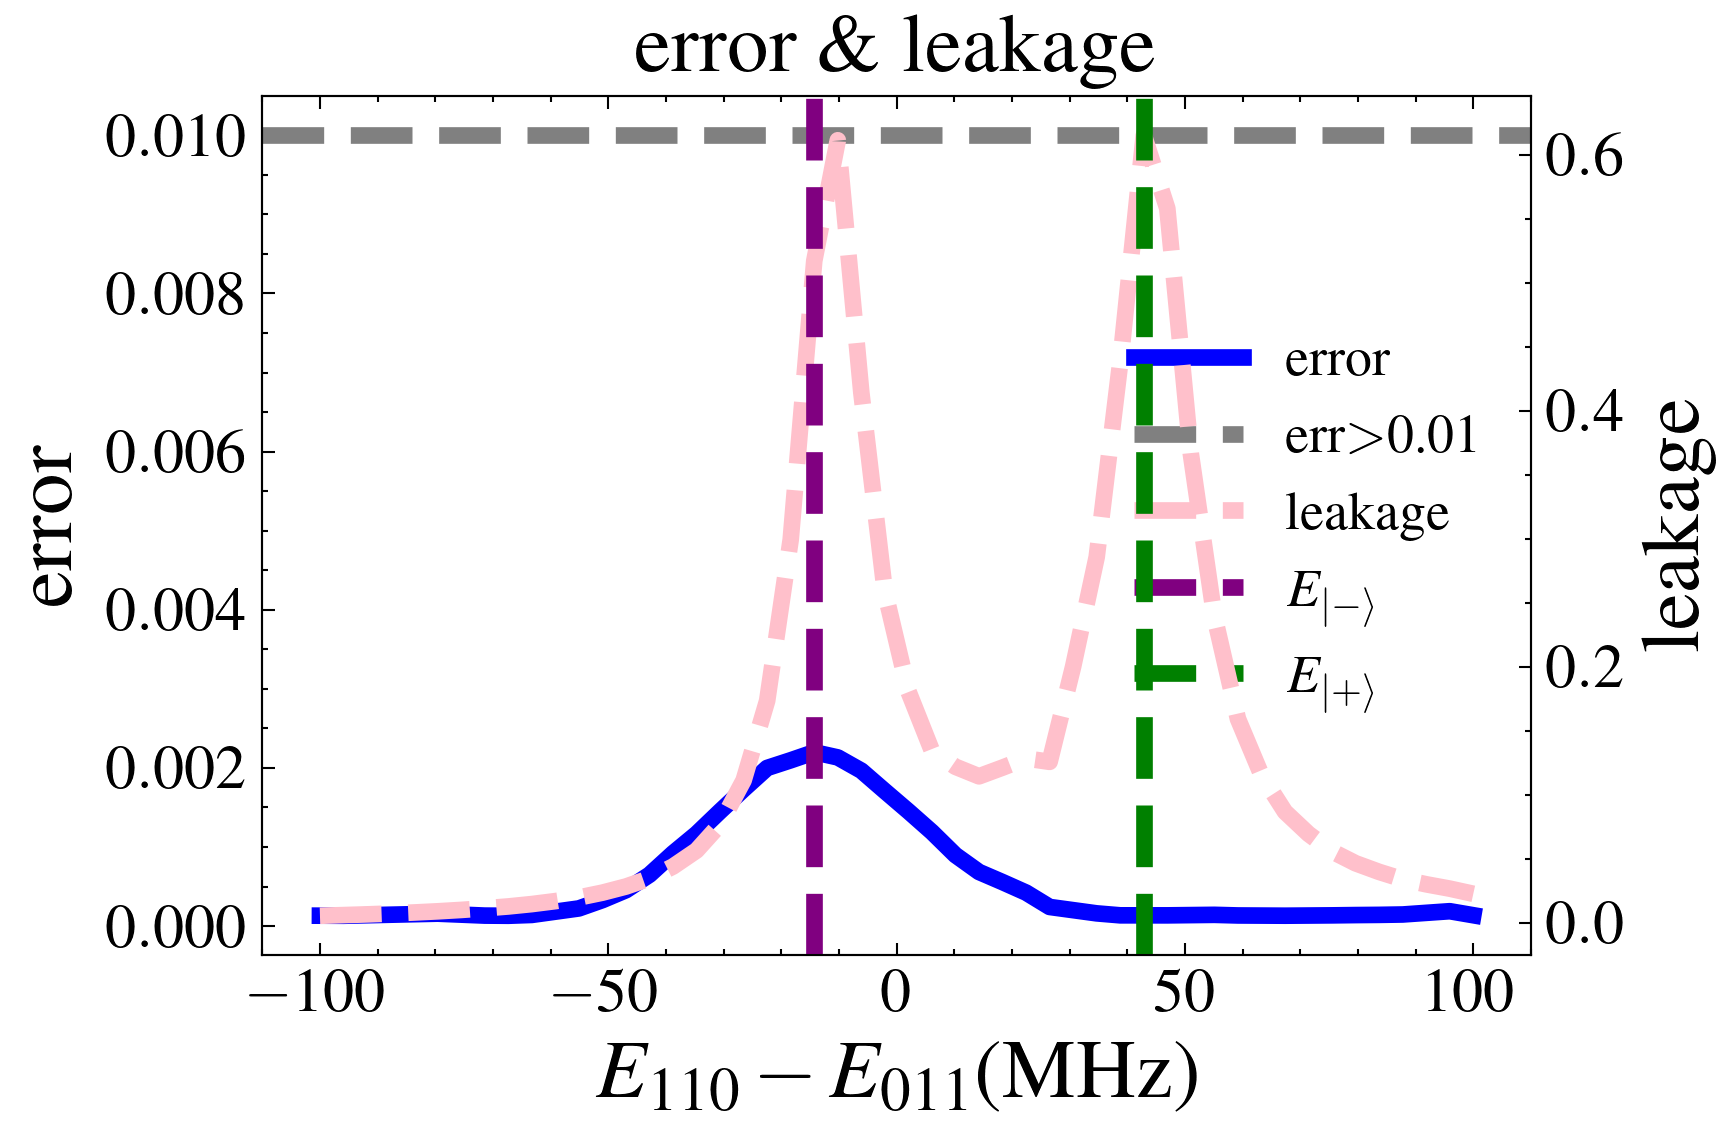 error & leakage
0.010
0.008
0.006
0.004
0.002
0.000
error
0.6
0.4
0.2
0.0
leakage
error
err>0.01
leakage
E|−⟩
E|+⟩
−100
−50
0
50
100
E110 − E011(MHz)